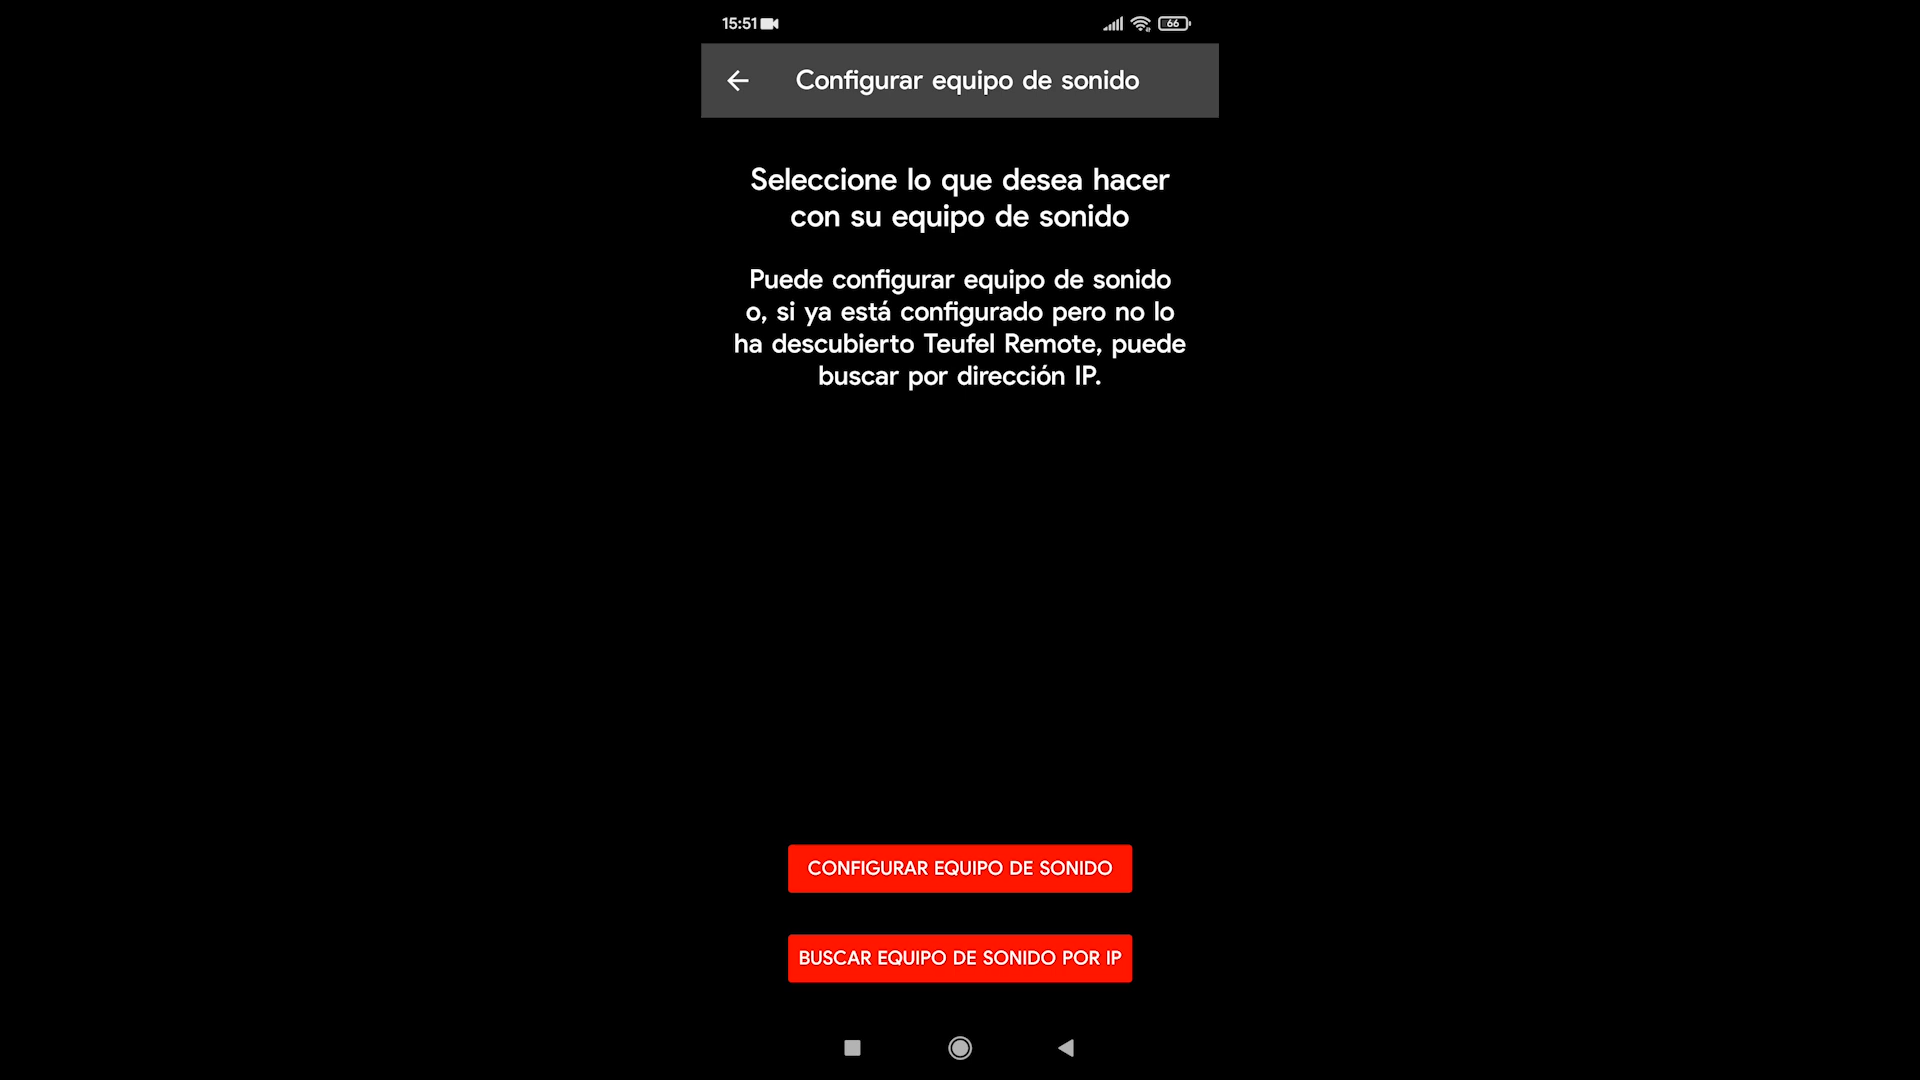 15:51
66
Configurar equipo de sonido
Seleccione lo que desea hacer
con su equipo de sonido
Puede configurar equipo de sonido
o, si ya está configurado pero no lo
ha descubierto Teufel Remote, puede
buscar por dirección IP.
CONFIGURAR EQUIPO DE SONIDO
BUSCAR EQUIPO DE SONIDO POR IP